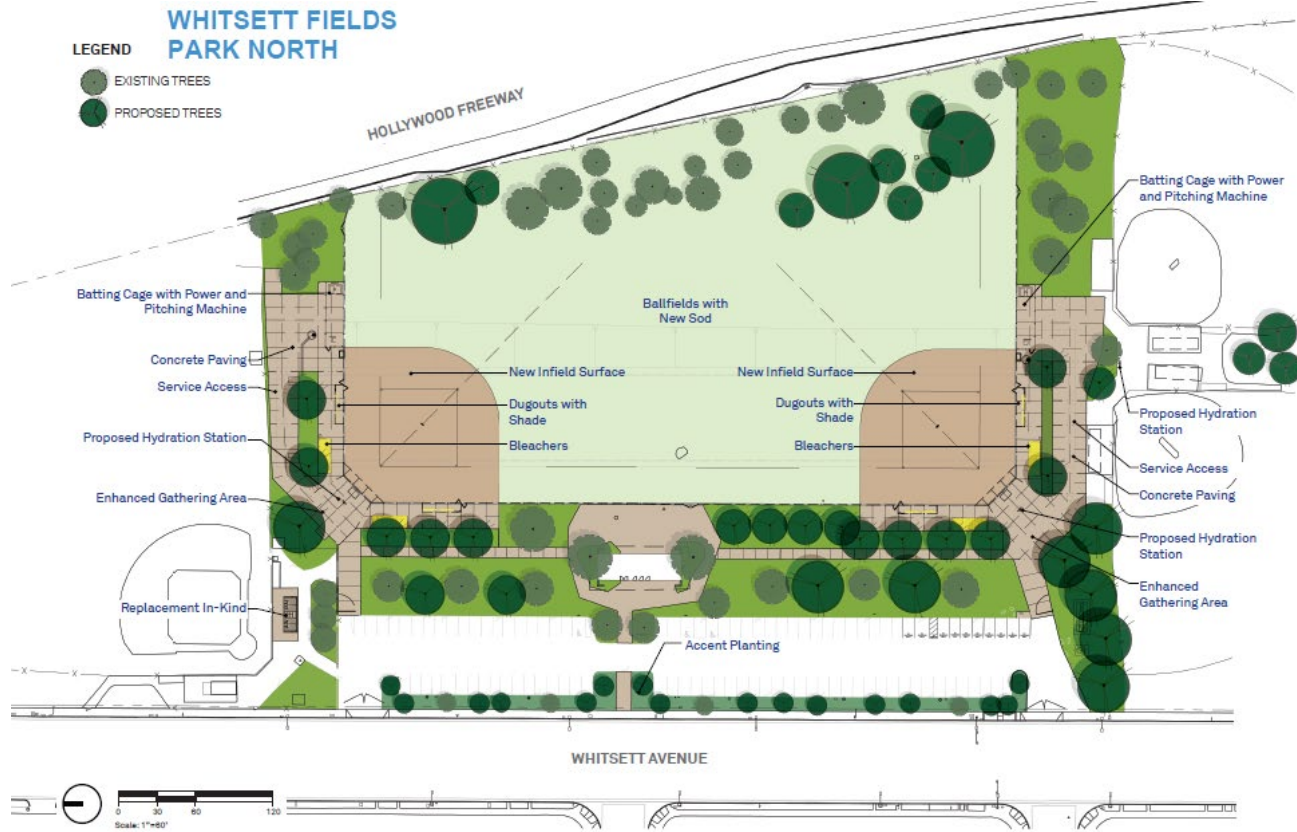 WHITSETT FIELDS
PARK NORTH
LEGEND
EXISTING TREES
PROPOSED TREES
HOLLYWOOD FREEWAY
Batting Cage with Power
and Pitching Machine
Batting Cage with Power and
Pitching Machine
Ballfields with
New Sod
Concrete Paving
Service Access
New Infield Surface
New Infield Surface
Dugouts with
Shade
Dugouts with
Shade
Proposed Hydration
Station
Proposed Hydration Station
Bleachers
Bleachers
Service Access
Enhanced Gathering Area
Concrete Paving
Proposed Hydration
Station
Enhanced
Gathering Area
Replacement In-Kind
Accent Planting
WHITSETT AVENUE
0 30 60 120
Scale: 1"=60'